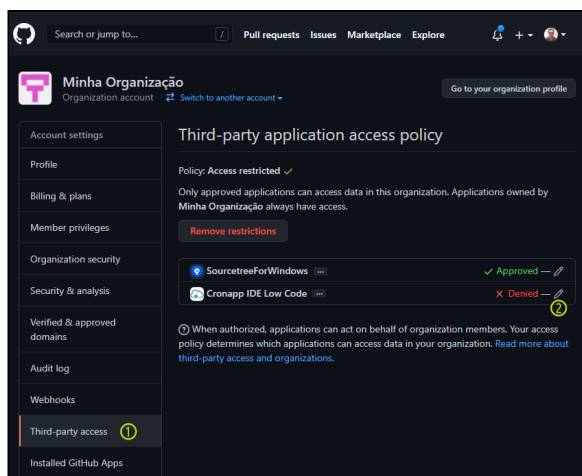 Search or jump to... /
Pull requests Issues Marketplace Explore
Minha Organização
Organization account Switch to another account
Go to your organization profile
Account settings
Profile
Billing & plans
Member privileges
Organization security
Security & analysis
Verified & approved
domains
Audit log
Webhooks
Third-party access 1
Installed GitHub Apps
Third-party application access policy
Policy: Access restricted ✓
Only approved applications can access data in this organization. Applications owned by
Minha Organização always have access.
Remove restrictions
SourcetreeForWindows ... ✓ Approved —
Cronapp IDE Low Code ... × Denied —
2
? When authorized, applications can act on behalf of organization members. Your access
policy determines which applications can access data in your organization. Read more about
third-party access and organizations.